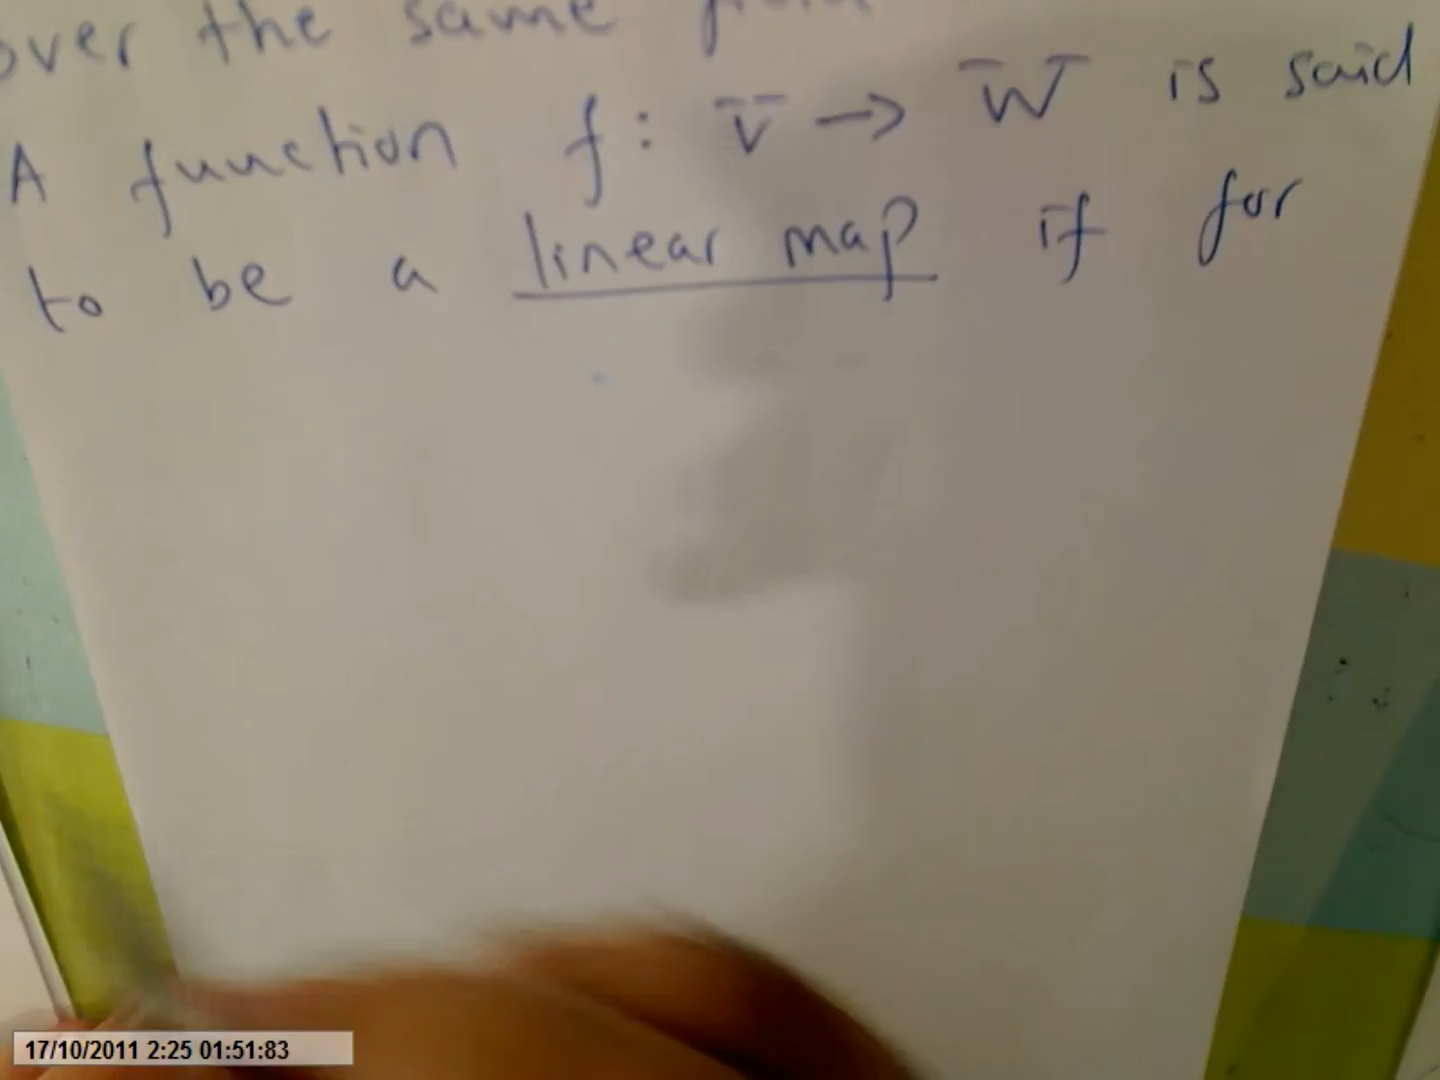 over the same field
A function f: V → W is said
to be a linear map if for
17/10/2011 2:25 01:51:83